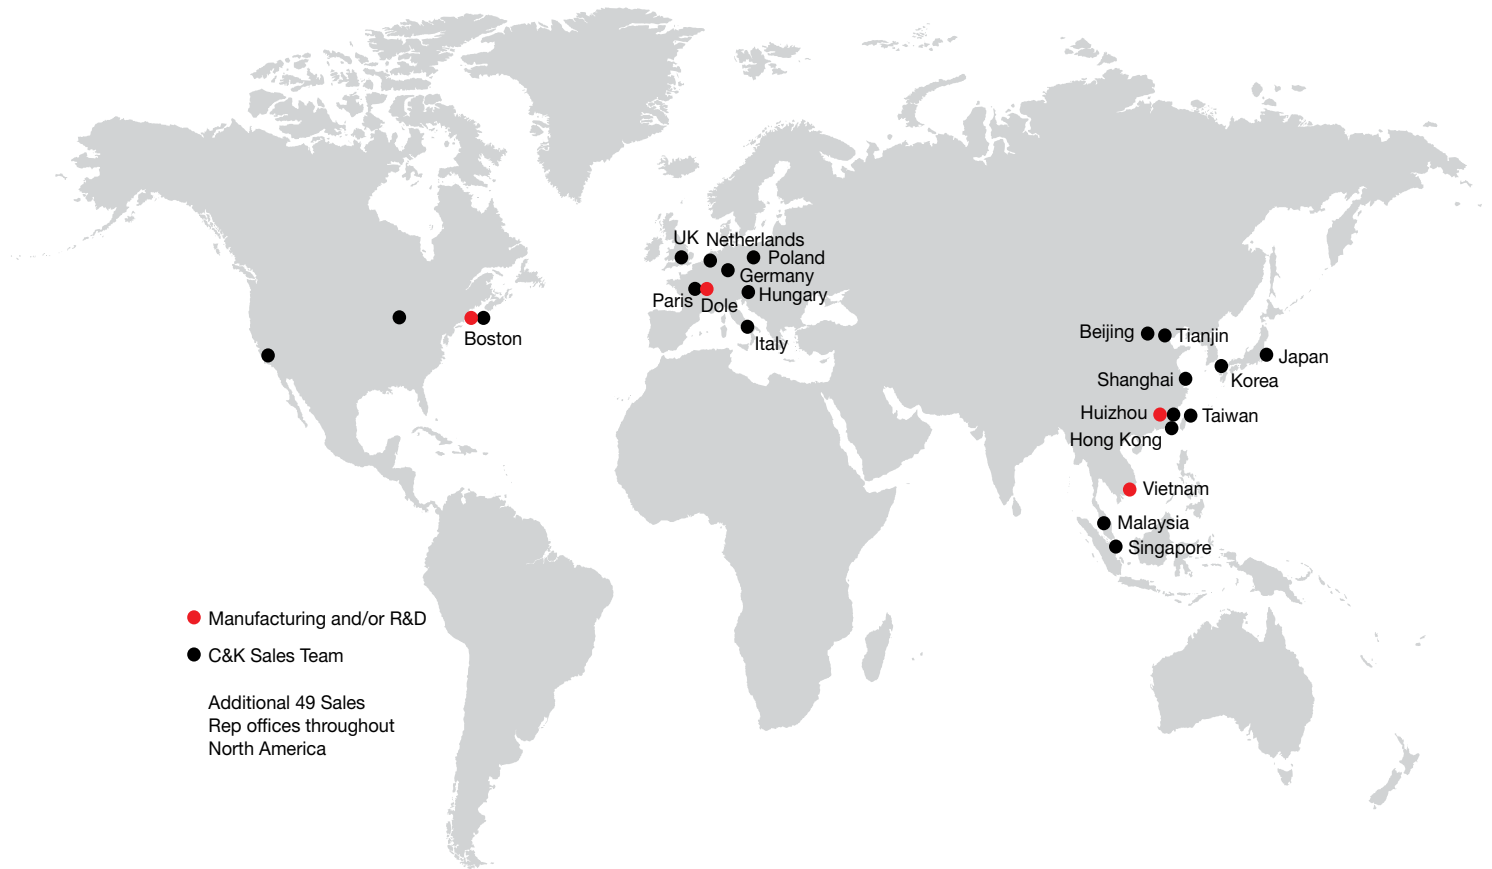 UK
Netherlands
Poland
Germany
Paris
Dole
Hungary
Italy
Boston
Beijing
Tianjin
Japan
Shanghai
Korea
Huizhou
Taiwan
Hong Kong
Vietnam
Malaysia
Singapore
Manufacturing and/or R&D
C&K Sales Team
Additional 49 Sales
Rep offices throughout
North America